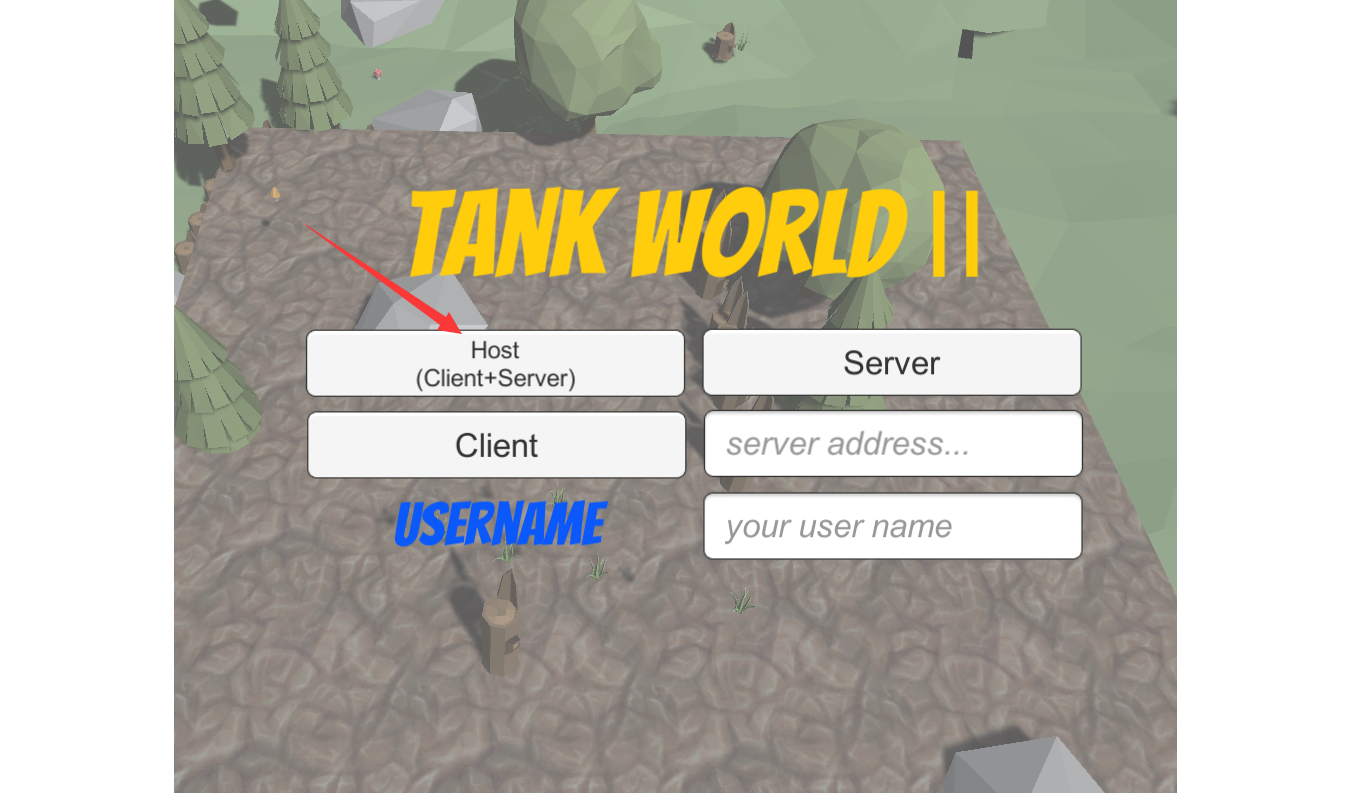 TANK WORLD II
Host
(Client+Server)
Server
Client
server address...
USERNAME
your user name